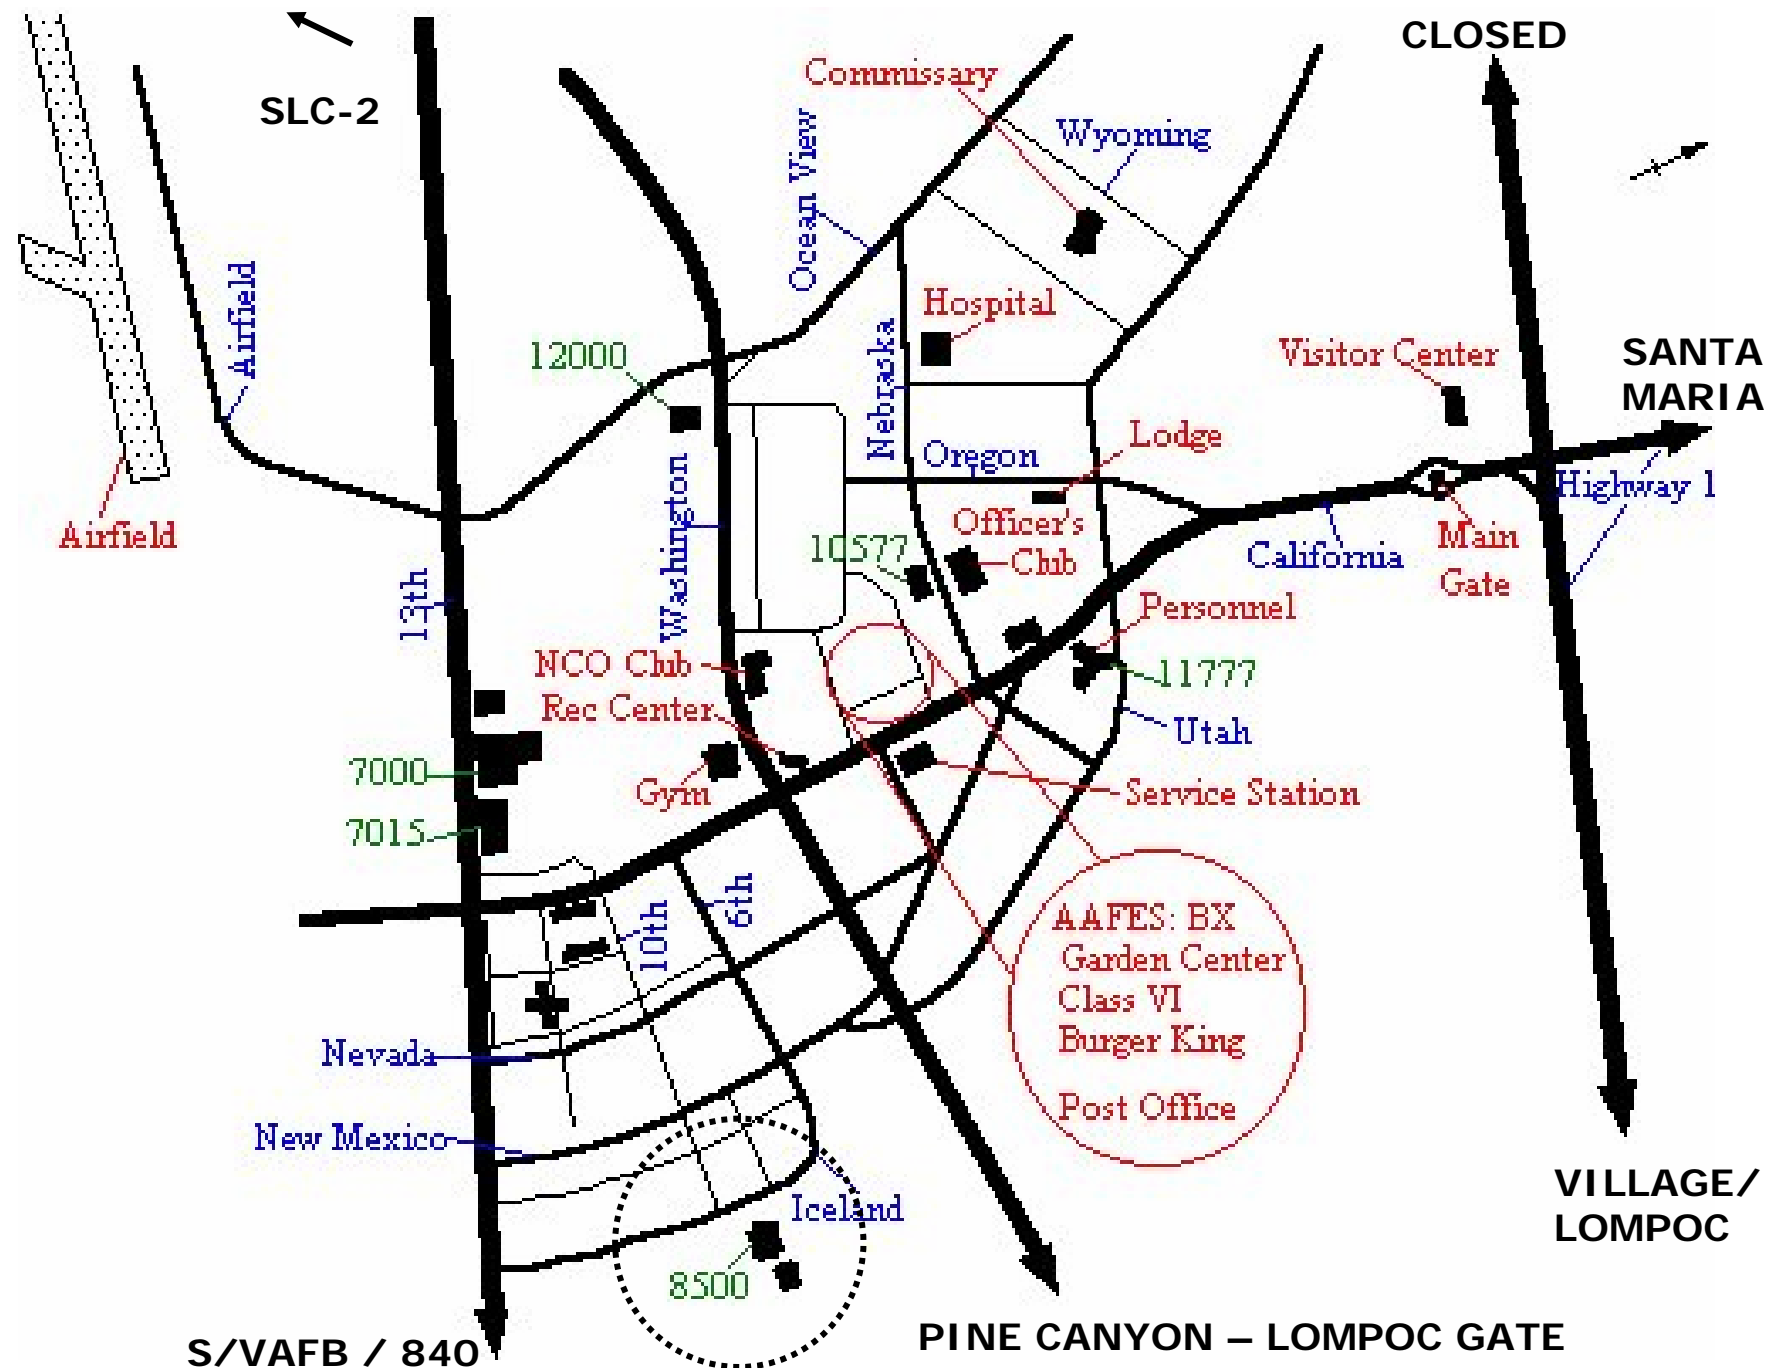 CLOSED
Commissary
SLC-2
Wyoming
Ocean View
Airfield
Hospital
12000
Nebraska
Visitor Center
SANTA
MARIA
Lodge
Oregon
Washington
Highway 1
Airfield
Officer's
Club
10577
California
Main
Gate
13th
Personnel
NCO Club
11777
Rec Center
Utah
7000
Gym
Service Station
7015
6th
10th
AAFES: BX
Garden Center
Class VI
Burger King
Post Office
Nevada
New Mexico
Iceland
VILLAGE/
LOMPOC
8500
PINE CANYON – LOMPOC GATE
S/VAFB / 840